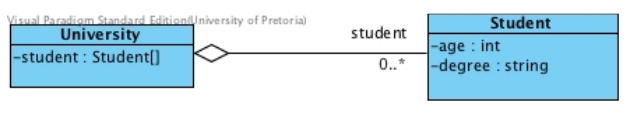 Visual Paradigm Standard Edition(University of Pretoria)
University
-student : Student[]
student
0..*
Student
-age : int
-degree : string